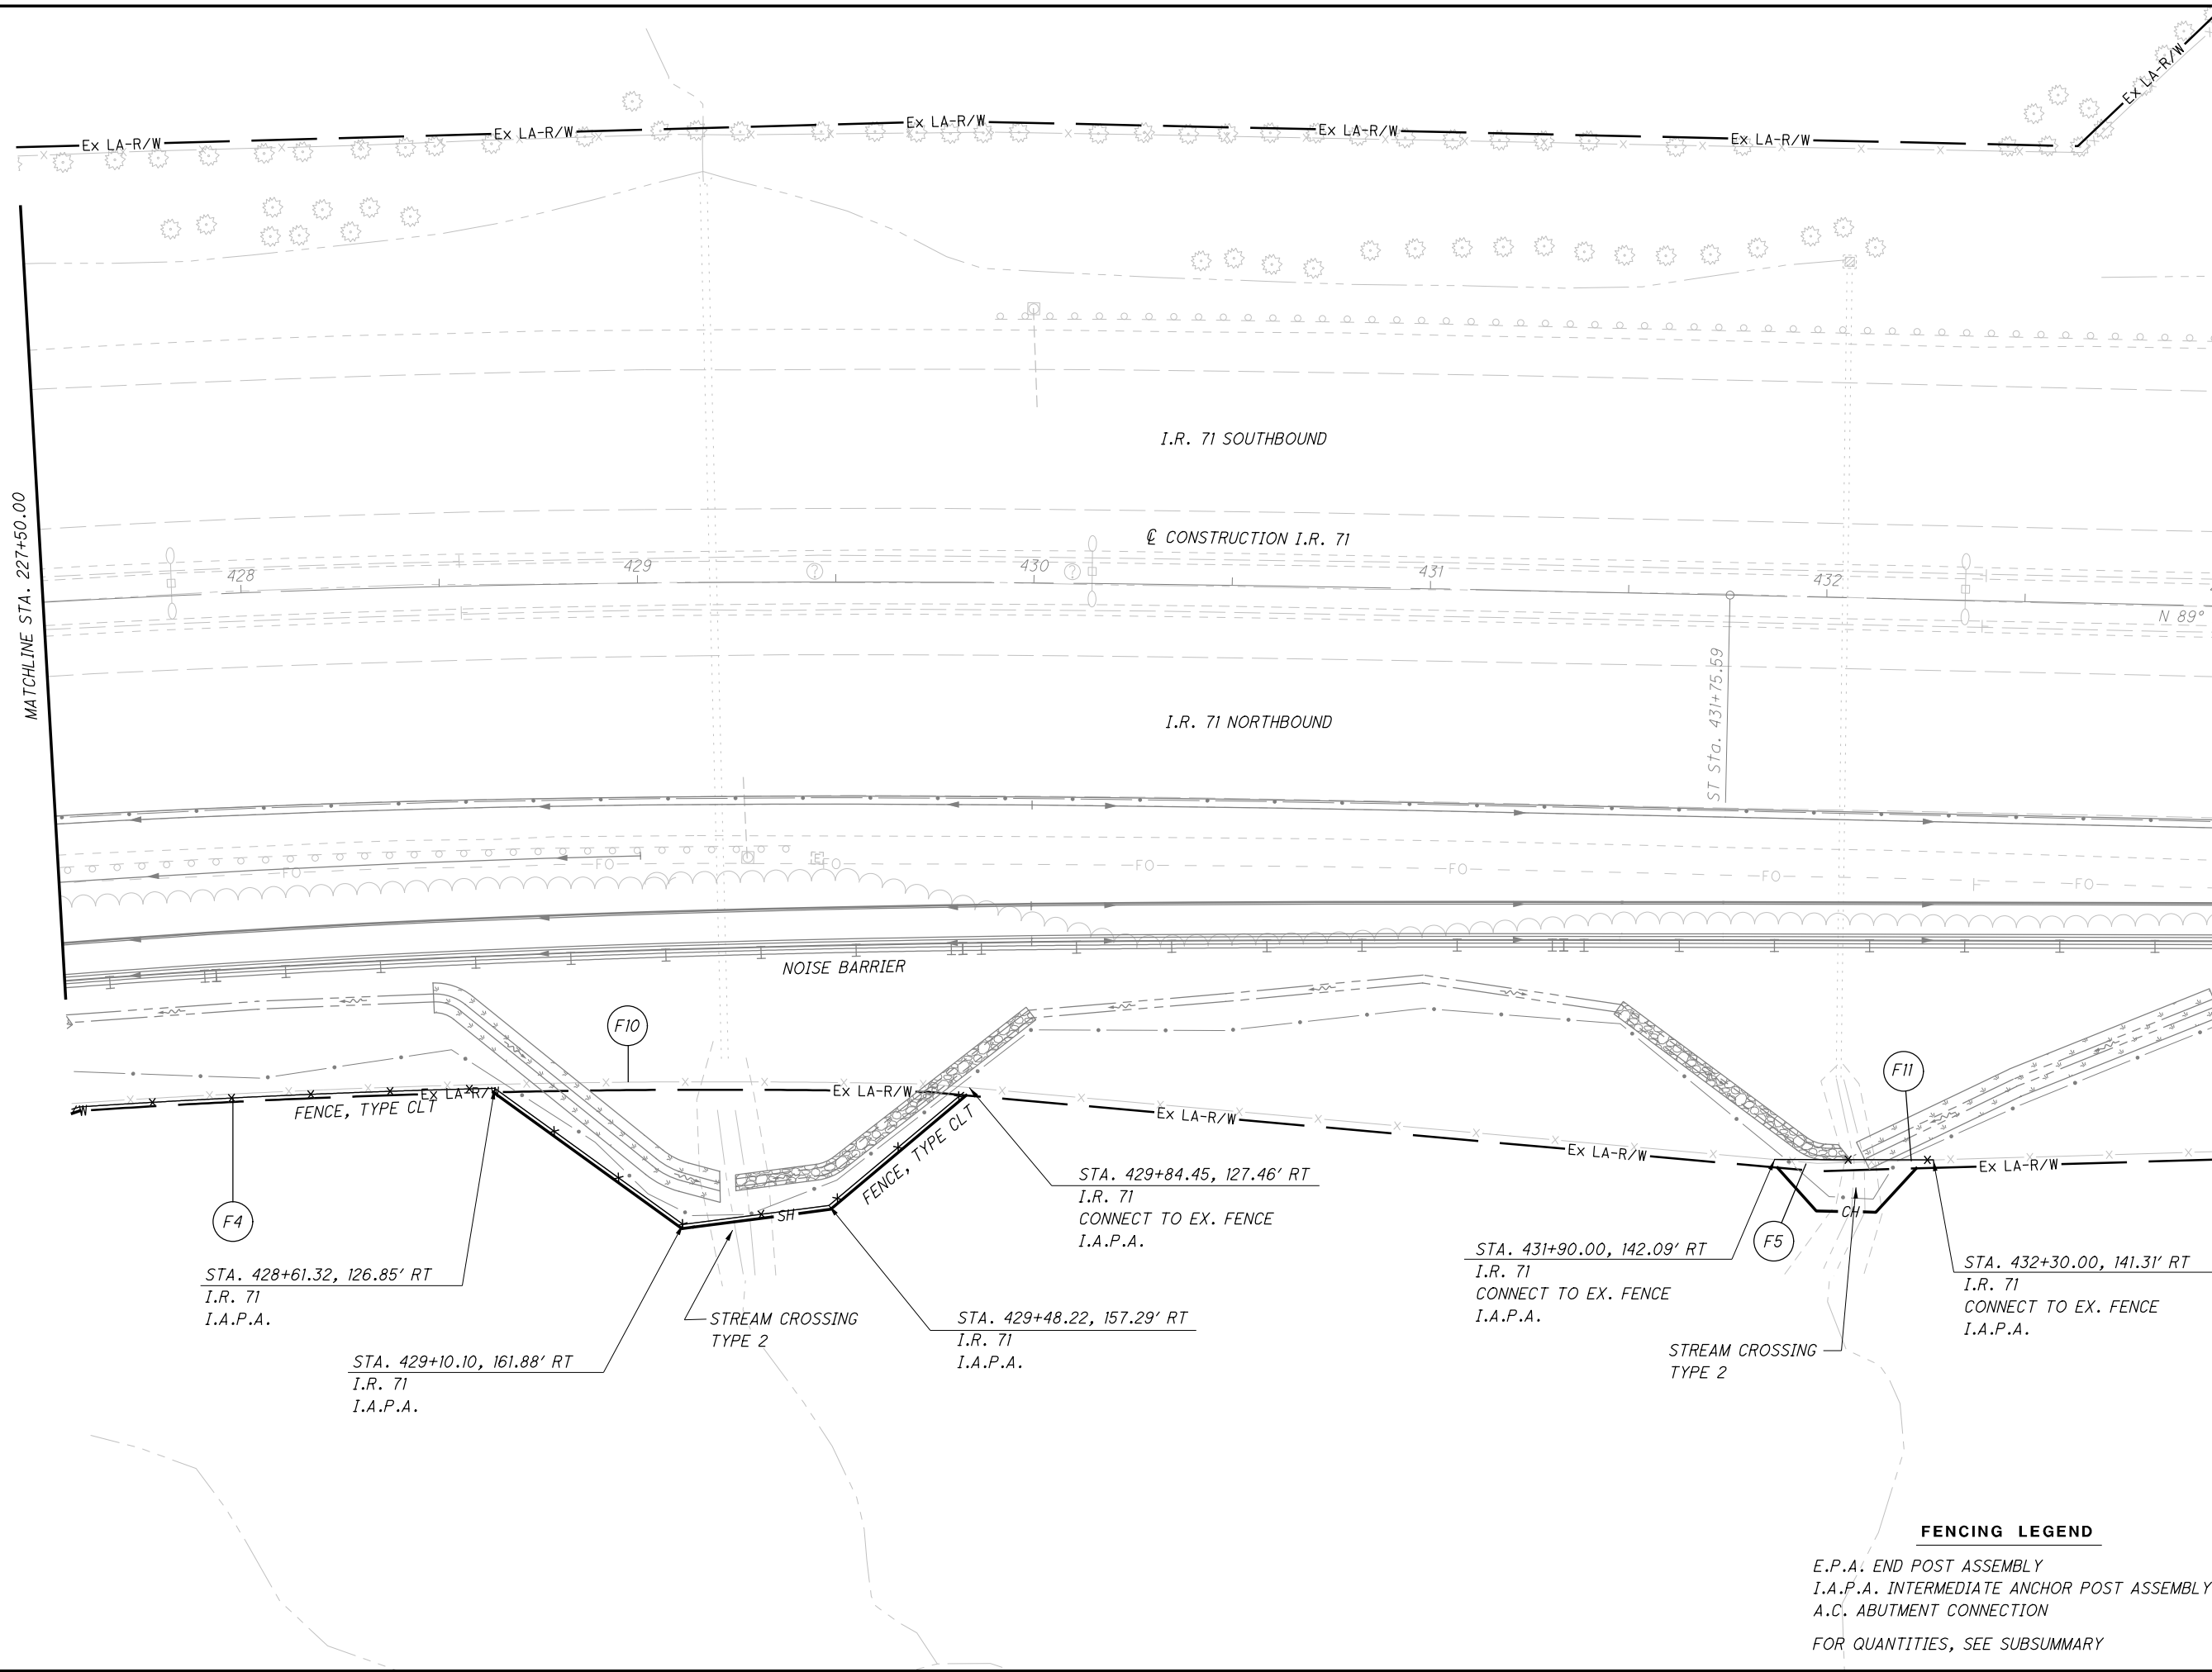 Ex LA-R/W
Ex LA-R/W
Ex LA-R/W
Ex LA-R/W
Ex LA-R/W
Ex LA-R/W
MATCHLINE STA. 227+50.00
I.R. 71 SOUTHBOUND
℄ CONSTRUCTION I.R. 71
428
429
?
430
?
431
432
N 89°
ST Sta. 431+75.59
I.R. 71 NORTHBOUND
FO
FO
E
FO
FO
FO
FO
FO
NOISE BARRIER
F10
F11
/W
Ex LA-R/W
Ex LA-R/W
Ex LA-R/W
Ex LA-R/W
Ex LA-R/W
FENCE, TYPE CLT
FENCE, TYPE CLT
SH
CH
F4
F5
STA. 429+84.45, 127.46' RT
I.R. 71
CONNECT TO EX. FENCE
I.A.P.A.
STA. 428+61.32, 126.85' RT
I.R. 71
I.A.P.A.
STA. 431+90.00, 142.09' RT
I.R. 71
CONNECT TO EX. FENCE
I.A.P.A.
STA. 432+30.00, 141.31' RT
I.R. 71
CONNECT TO EX. FENCE
I.A.P.A.
STREAM CROSSING
TYPE 2
STA. 429+48.22, 157.29' RT
I.R. 71
I.A.P.A.
STA. 429+10.10, 161.88' RT
I.R. 71
I.A.P.A.
STREAM CROSSING
TYPE 2
FENCING LEGEND
E.P.A. END POST ASSEMBLY
I.A.P.A. INTERMEDIATE ANCHOR POST ASSEMBLY
A.C. ABUTMENT CONNECTION
FOR QUANTITIES, SEE SUBSUMMARY